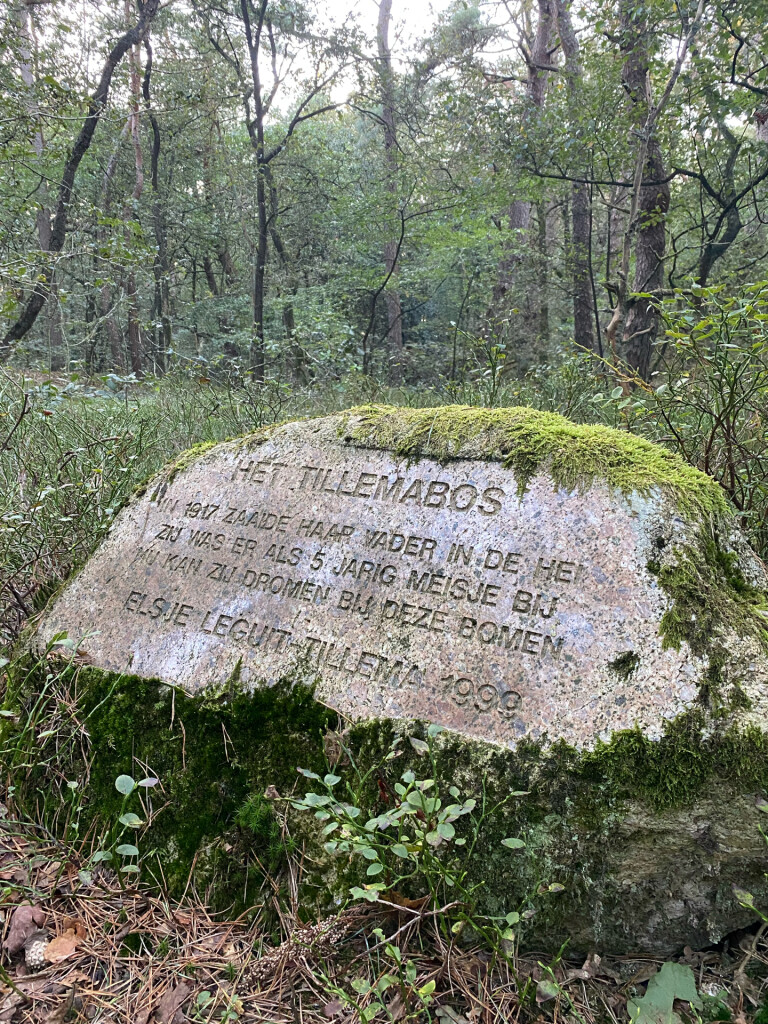 HET TILLEMABOS
IN 1917 ZAAIDE HAAR VADER IN DE HEI
ZIJ WAS ER ALS 5 JARIG MEISJE BIJ
NU KAN ZIJ DROMEN BIJ DEZE BOMEN
ELSJE LEGUIT-TILLEMA 1999